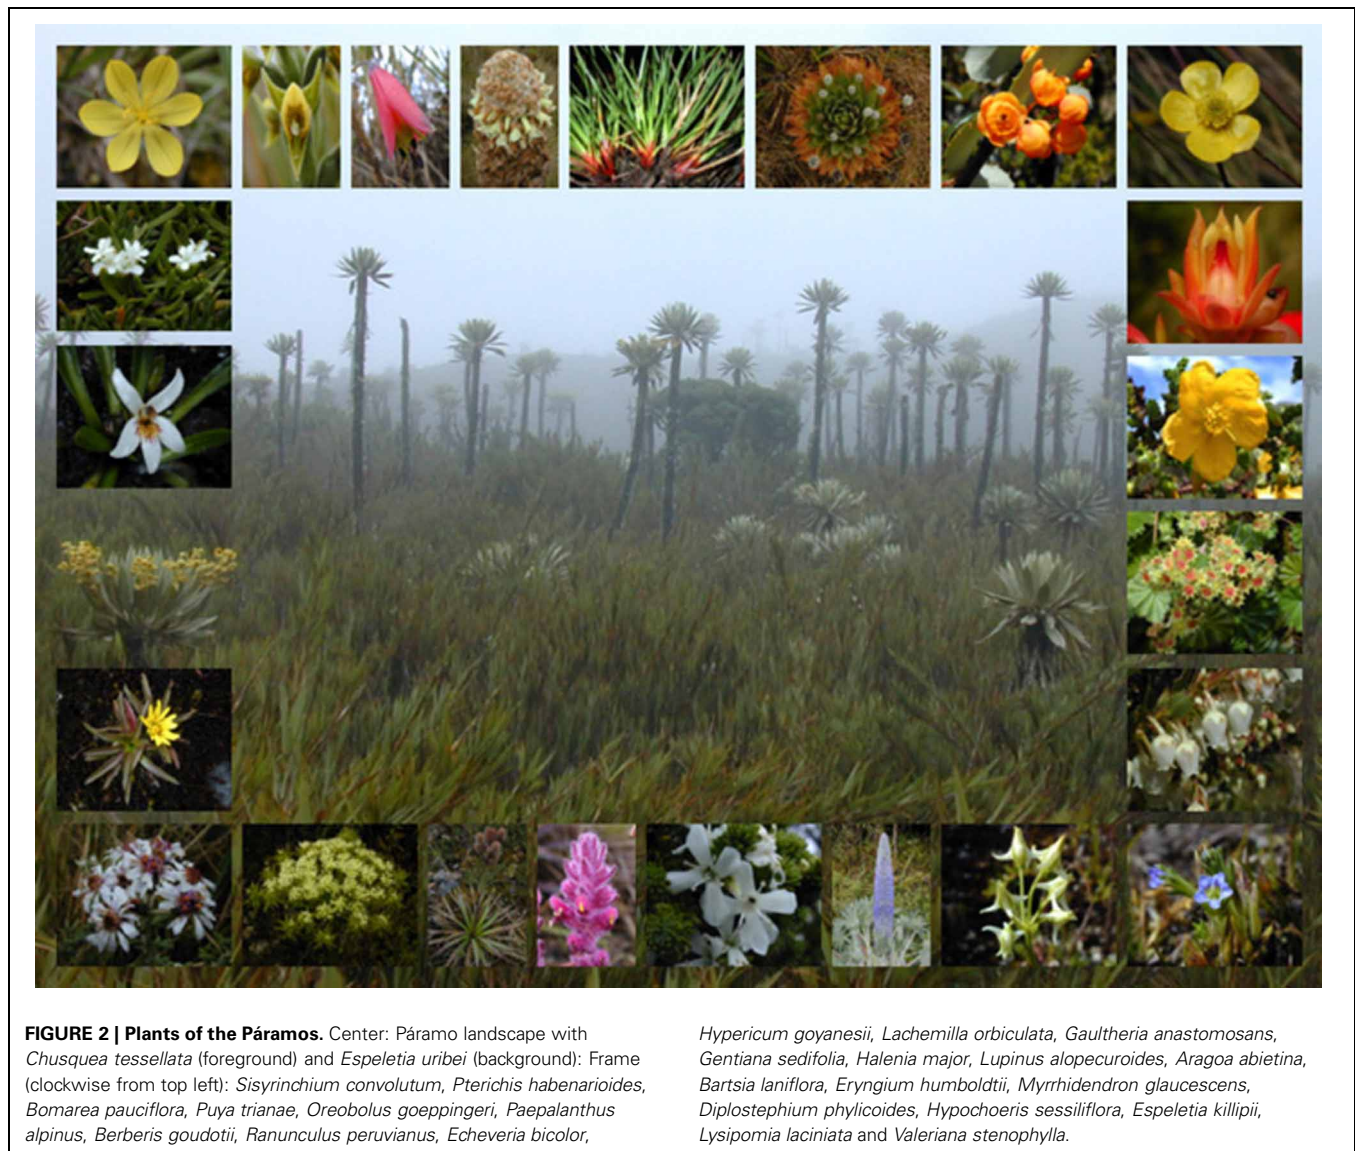 FIGURE 2 | Plants of the Páramos. Center: Páramo landscape with
Chusquea tessellata (foreground) and Espeletia uribei (background): Frame
(clockwise from top left): Sisyrinchium convolutum, Pterichis habenarioides,
Bomarea pauciflora, Puya trianae, Oreobolus goeppingeri, Paepalanthus
alpinus, Berberis goudotii, Ranunculus peruvianus, Echeveria bicolor,
Hypericum goyanesii, Lachemilla orbiculata, Gaultheria anastomosans,
Gentiana sedifolia, Halenia major, Lupinus alopecuroides, Aragoa abietina,
Bartsia laniflora, Eryngium humboldtii, Myrrhidendron glaucescens,
Diplostephium phylicoides, Hypochoeris sessiliflora, Espeletia killipii,
Lysipomia laciniata and Valeriana stenophylla.